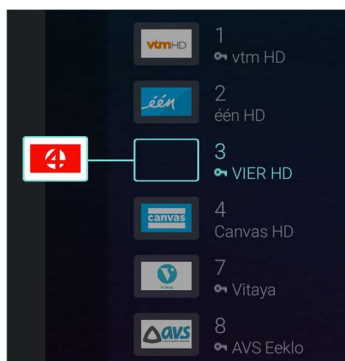 vtmHD
1
vtm HD
één
2
één HD
4
3
VIER HD
canvas
4
Canvas HD
7
Vitaya
avs
8
AVS Eeklo